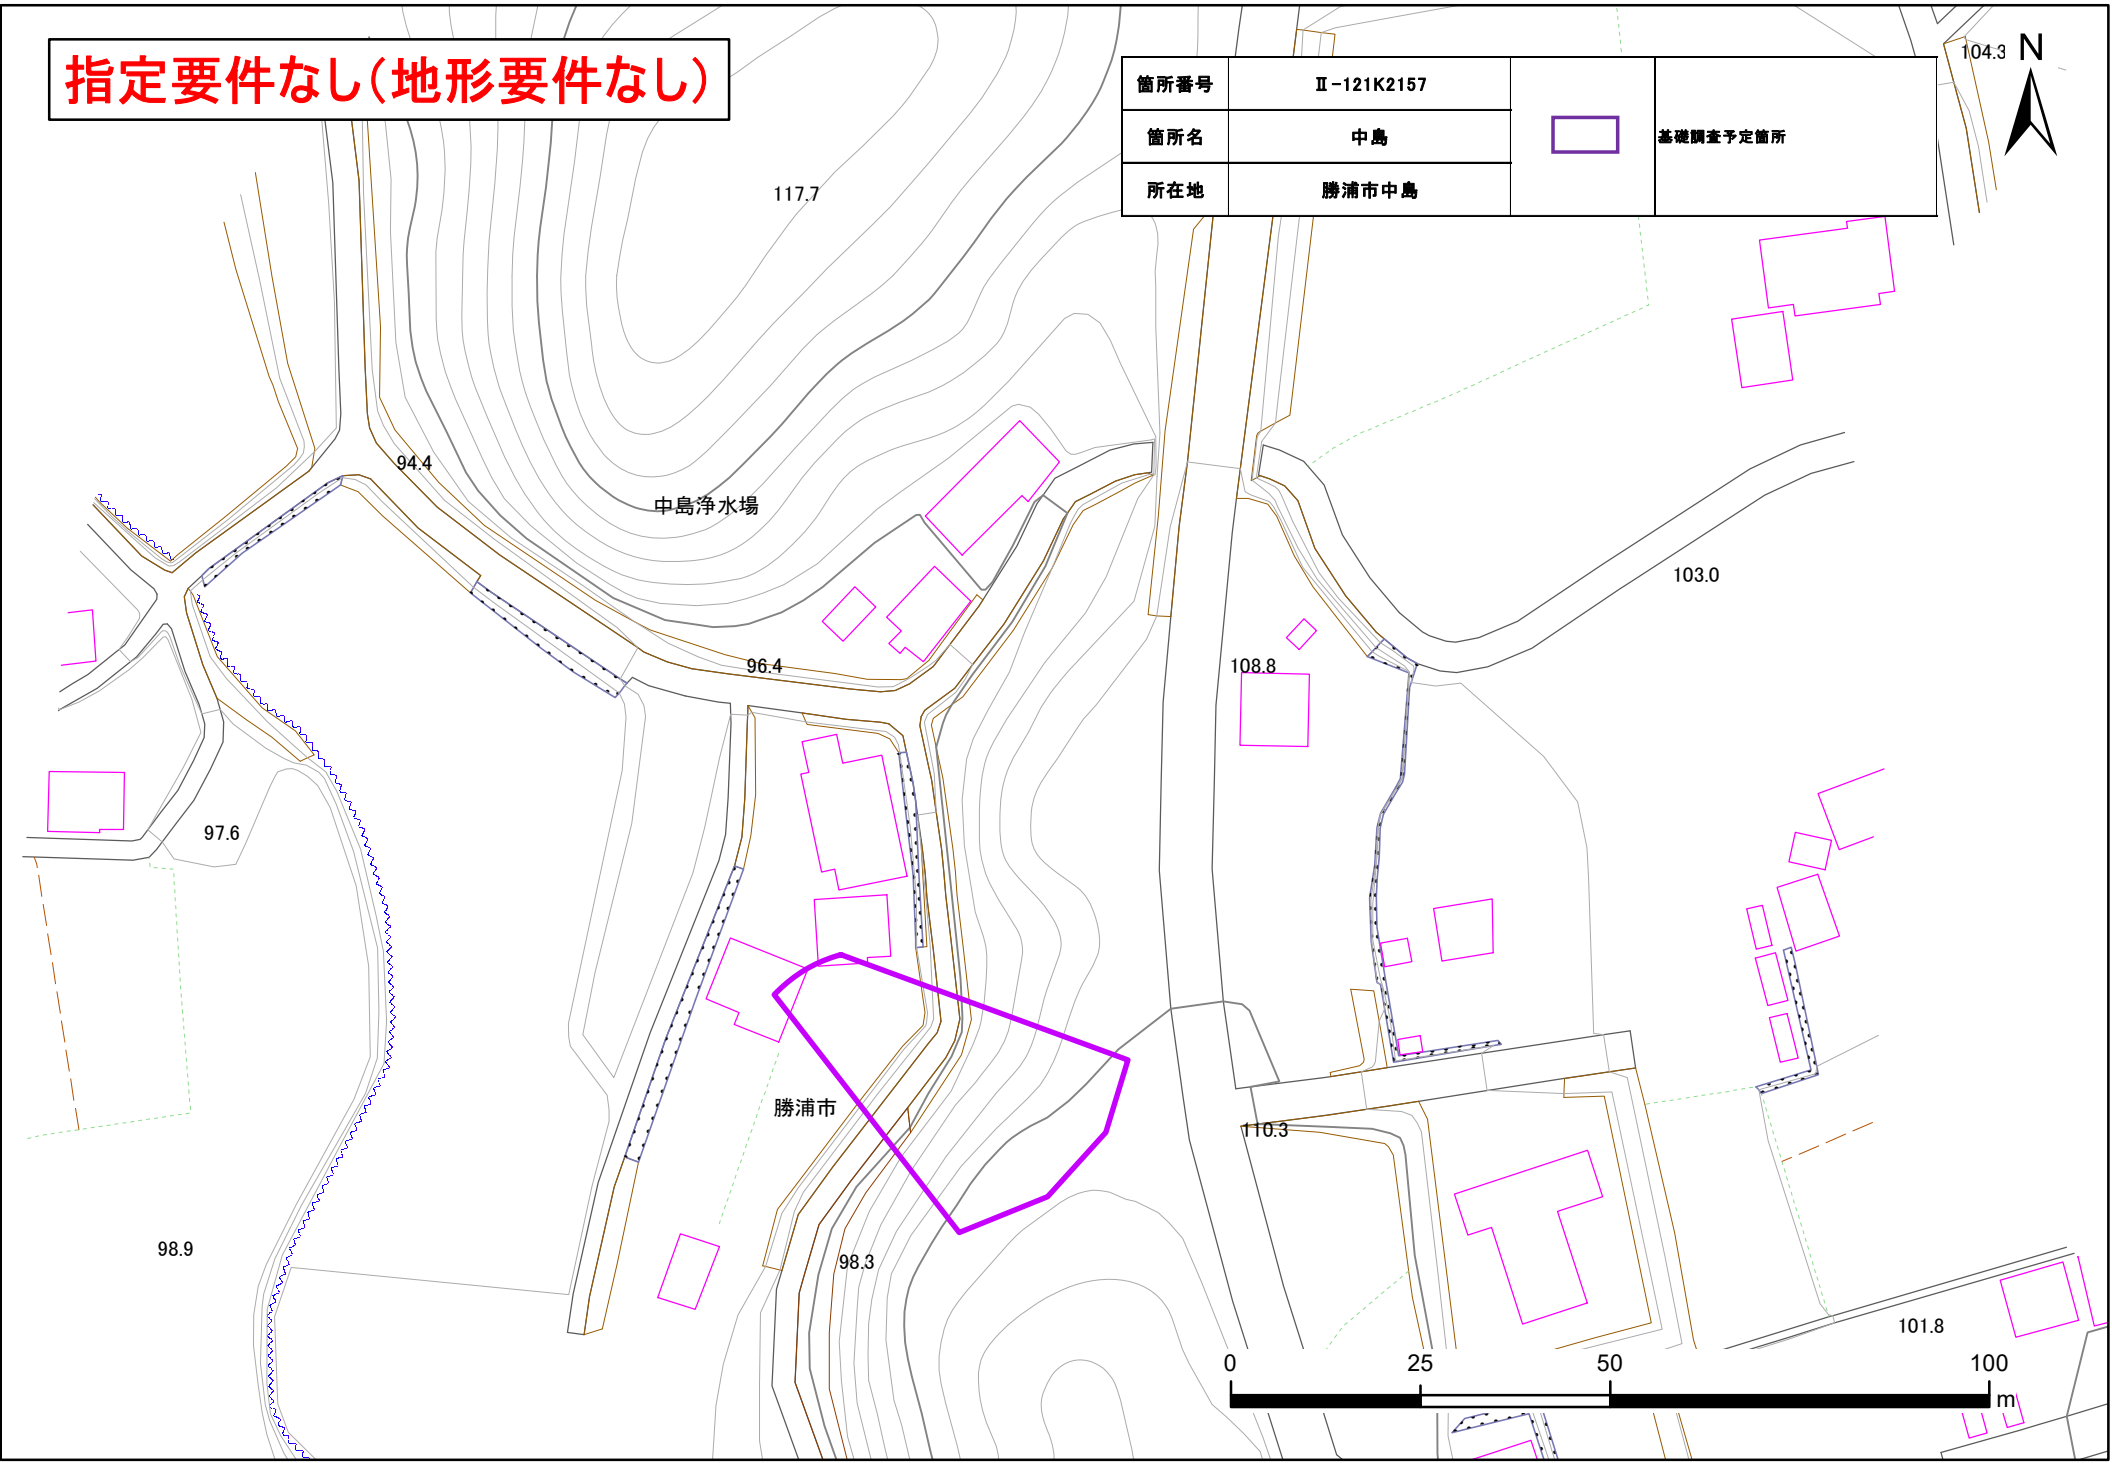 指定要件なし(地形要件なし)
箇所番号 Ⅱ-121K2157
箇所名 中島
所在地 勝浦市中島
基礎調査予定箇所
N
104.3
117.7
94.4
中島浄水場
103.0
96.4
108.8
97.6
勝浦市
110.3
98.9
98.3
101.8
0 25 50 100
m